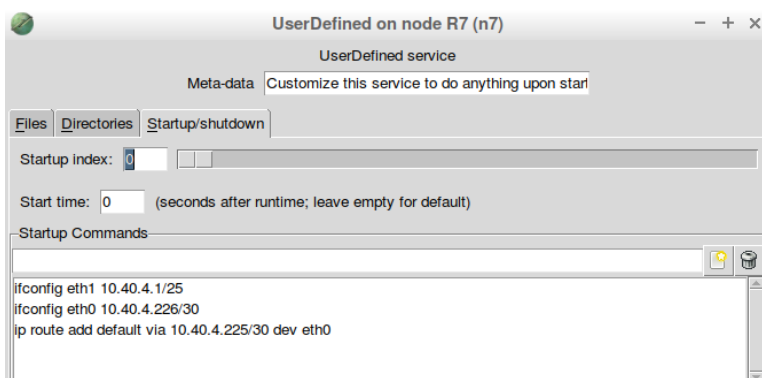 UserDefined on node R7 (n7)
UserDefined service
Meta-data Customize this service to do anything upon start
Files Directories Startup/shutdown
Startup index: 0
Start time: 0 (seconds after runtime; leave empty for default)
Startup Commands
ifconfig eth1 10.40.4.1/25
ifconfig eth0 10.40.4.226/30
ip route add default via 10.40.4.225/30 dev eth0